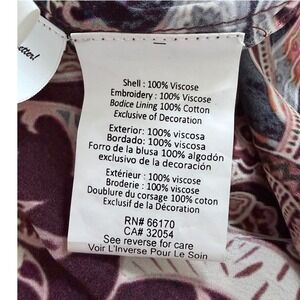 etter!
Shell : 100% Viscose
Embroidery : 100% Viscose
Bodice Lining 100% Cotton
Exclusive of Decoration
Exterior: 100% viscosa
Bordado: 100% viscosa
Forro de la blusa 100% algodón
exclusivo de la decoración
Extérieur : 100% viscose
Broderie : 100% viscose
Doublure du corsage 100% coton
Exclusif de la Décoration
RN# 66170
CA# 32054
See reverse for care
Voir L'Inverse Pour Le Soin